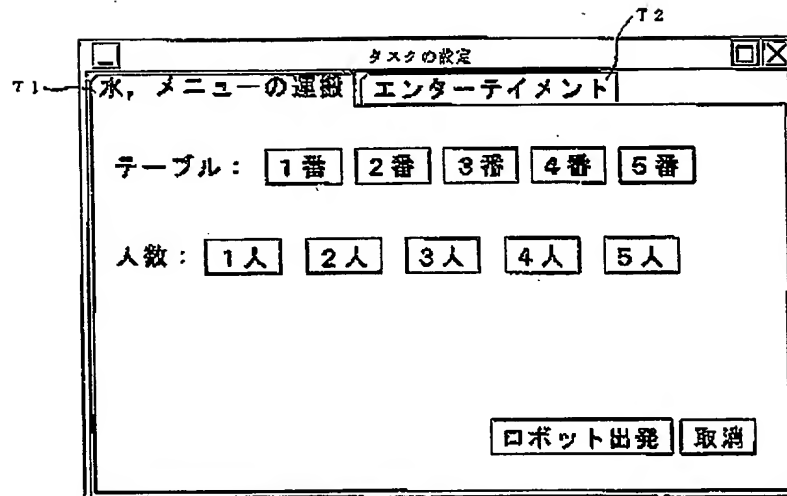 T2
タスクの設定
T1
水,メニューの運搬 エンターテイメント
テーブル: 1番 2番 3番 4番 5番
人数: 1人 2人 3人 4人 5人
ロボット出発 取消